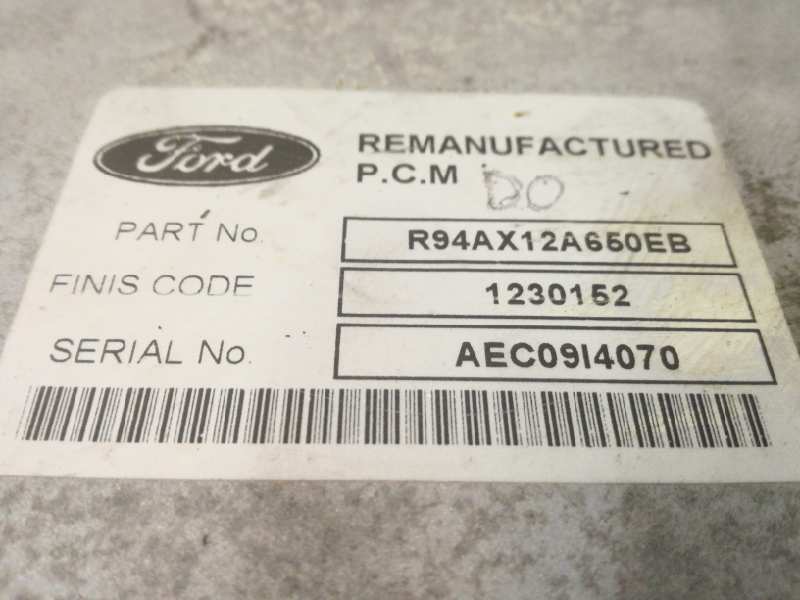 Ford
REMANUFACTURED
P.C.M
DO
PART No. R94AX12A650EB
FINIS CODE 1230152
SERIAL No. AEC09I4070